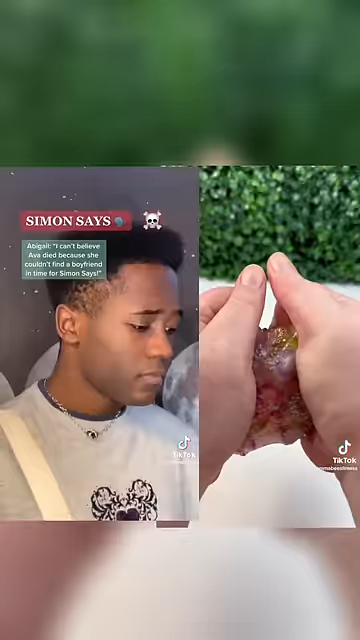 SIMON SAYS
Abigail: "I can't believe
Ava died because she
couldn't find a boyfriend
in time for Simon Says!"
TikTok
TikTok